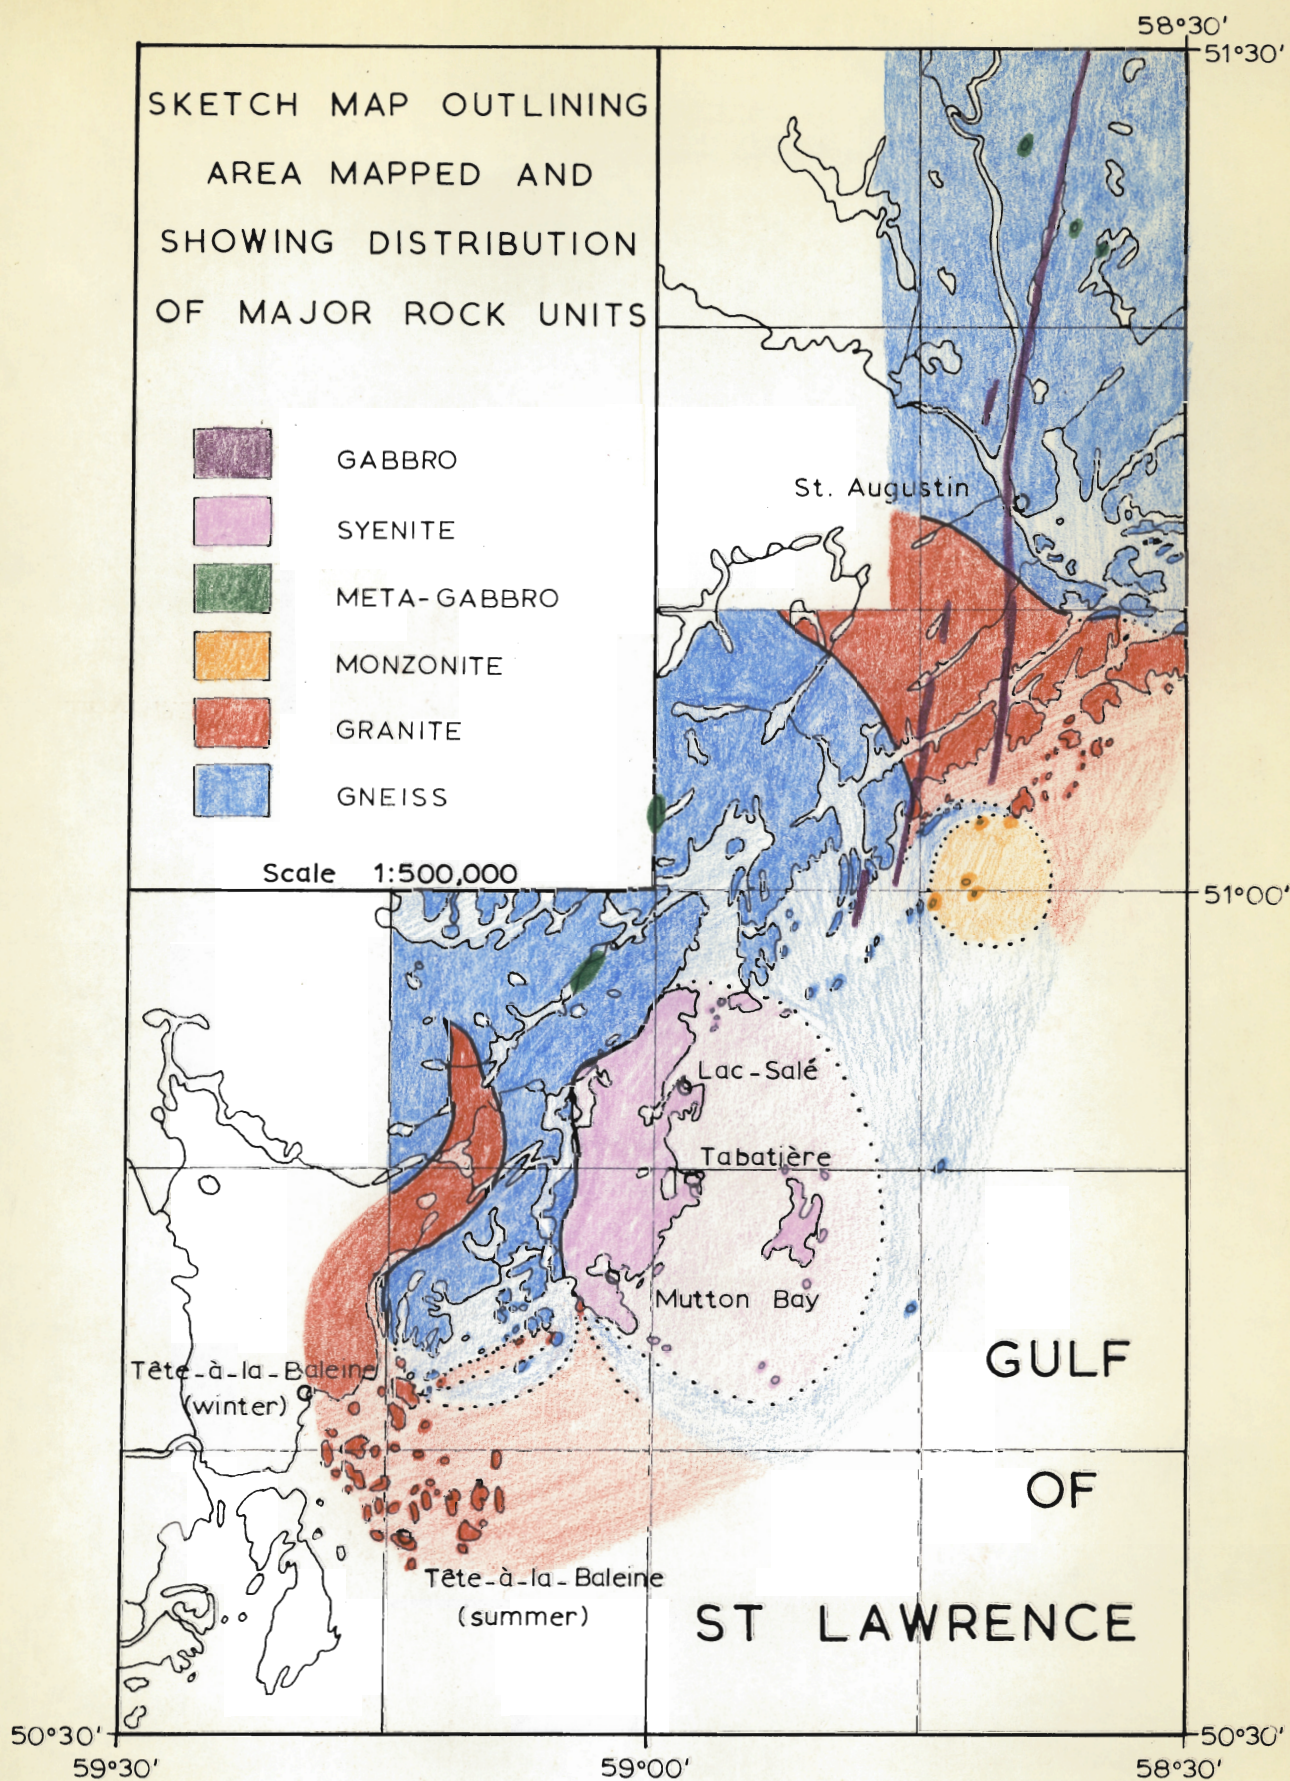 58°30'
51°30'
SKETCH MAP OUTLINING
AREA MAPPED AND
SHOWING DISTRIBUTION
OF MAJOR ROCK UNITS
GABBRO
SYENITE
META-GABBRO
MONZONITE
GRANITE
GNEISS
Scale 1:500,000
St. Augustin
51°00'
Lac-Salé
Tabatière
Mutton Bay
GULF
Tête-à-la-Baleine
(winter)
OF
Tête-à-la-Baleine
(summer)
ST LAWRENCE
50°30'
50°30'
59°30'
59°00'
58°30'